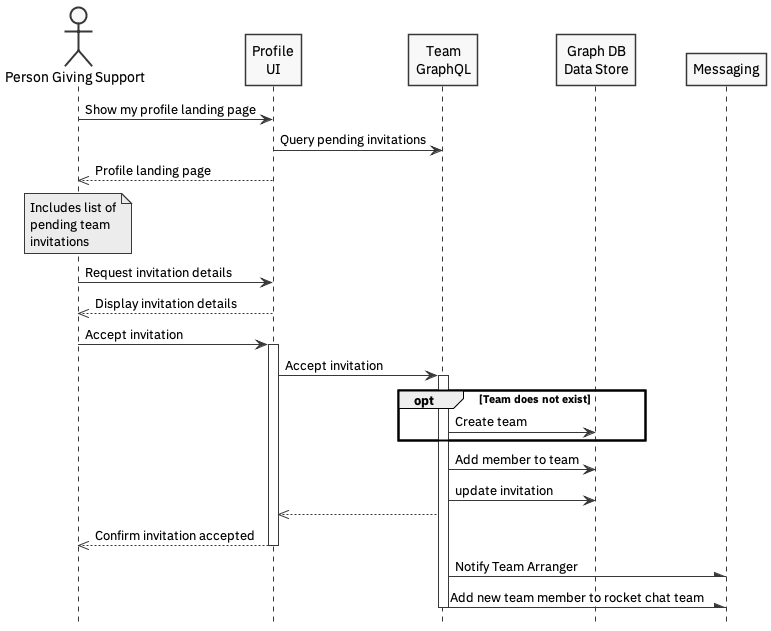 Person Giving Support
Profile
UI
Team
GraphQL
Graph DB
Data Store
Messaging
Show my profile landing page
Query pending invitations
Profile landing page
Includes list of
pending team
invitations
Request invitation details
Display invitation details
Accept invitation
Accept invitation
opt
[Team does not exist]
Create team
Add member to team
update invitation
Confirm invitation accepted
Notify Team Arranger
Add new team member to rocket chat team